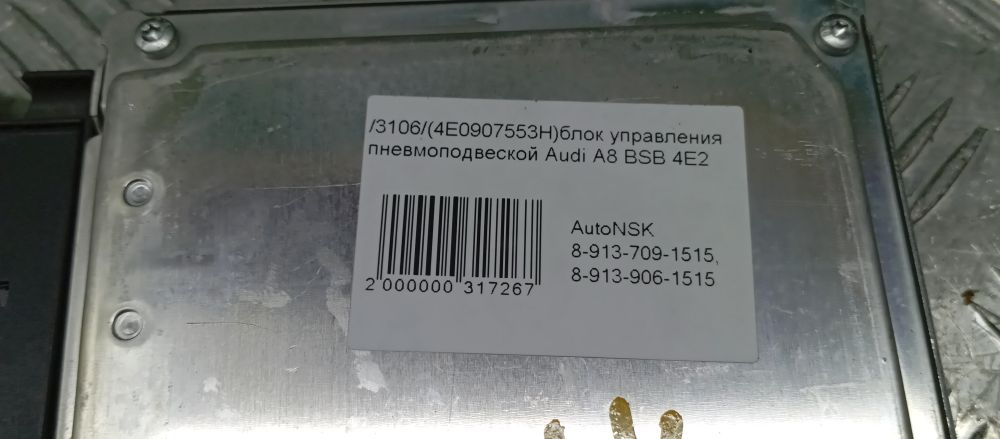 /3106/(4E0907553H)блок управления
пневмоподвеской Audi A8 BSB 4E2
AutoNSK
8-913-709-1515,
8-913-906-1515
2 000000 317267